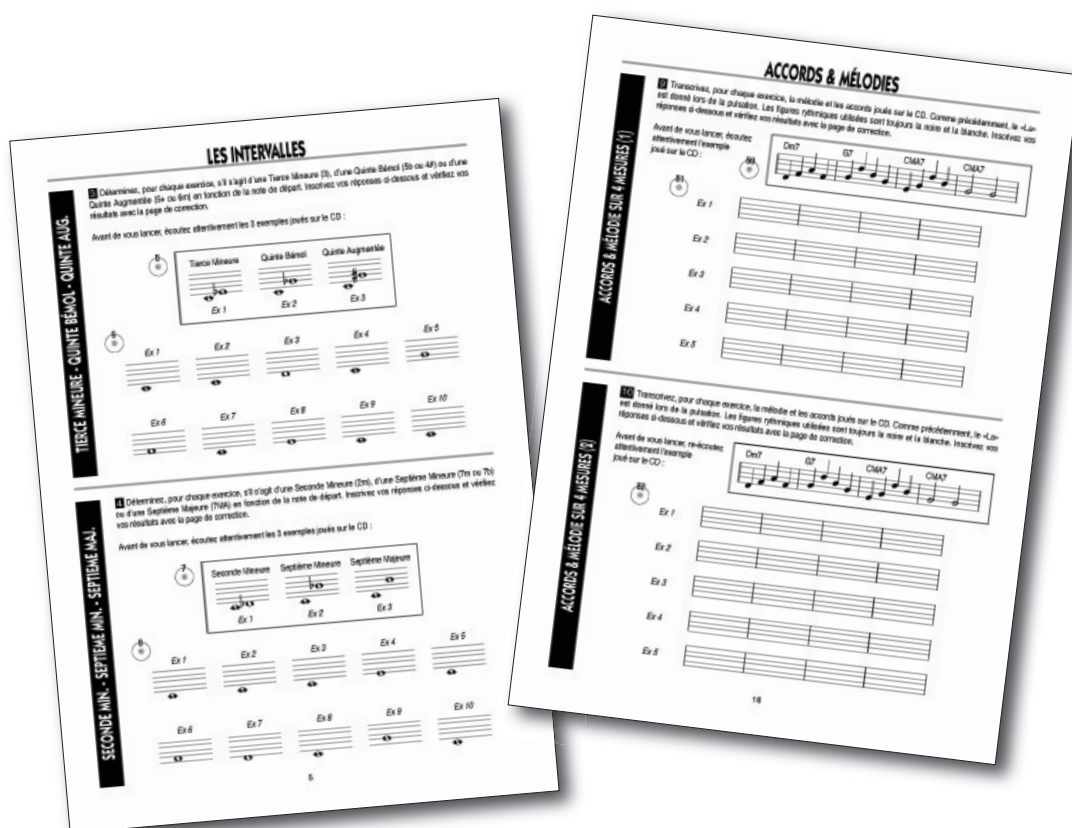 LES INTERVALLES
TIERCE MINEURE - QUINTE BÉMOL - QUINTE AUG.
3 Déterminez, pour chaque exercice, s'il s'agit d'une Tierce Mineure (3), d'une Quinte Bémol (5b ou 4#) ou d'une
Quinte Augmentée (5+ ou 6m) en fonction de la note de départ. Inscrivez vos réponses ci-dessous et vérifiez vos
résultats avec la page de correction.
Avant de vous lancer, écoutez attentivement les 3 exemples joués sur le CD :
5
Tierce Mineure Quinte Bémol Quinte Augmentée
Ex 1 Ex 2 Ex 3
6
Ex 1 Ex 2 Ex 3 Ex 4 Ex 5
Ex 6 Ex 7 Ex 8 Ex 9 Ex 10
SECONDE MIN. - SEPTIEME MIN. - SEPTIEME MAJ.
4 Déterminez, pour chaque exercice, s'il s'agit d'une Seconde Mineure (2m), d'une Septième Mineure (7m ou 7b)
ou d'une Septième Majeure (7MA) en fonction de la note de départ. Inscrivez vos réponses ci-dessous et vérifiez
vos résultats avec la page de correction.
Avant de vous lancer, écoutez attentivement les 3 exemples joués sur le CD :
7
Seconde Mineure Septième Mineure Septième Majeure
Ex 1 Ex 2 Ex 3
8
Ex 1 Ex 2 Ex 3 Ex 4 Ex 5
Ex 6 Ex 7 Ex 8 Ex 9 Ex 10
5
ACCORDS & MÉLODIES
ACCORDS & MÉLODIE SUR 4 MESURES (1)
9 Transcrivez, pour chaque exercice, la mélodie et les accords joués sur le CD. Comme précédemment, le «La»
est donné lors de la pulsation. Les figures rythmiques utilisées sont toujours la noire et la blanche. Inscrivez vos
réponses ci-dessous et vérifiez vos résultats avec la page de correction.
Avant de vous lancer, écoutez
attentivement l'exemple
joué sur le CD :
50
Dm7 G7 CMA7 CMA7
51
Ex 1
Ex 2
Ex 3
Ex 4
Ex 5
ACCORDS & MÉLODIE SUR 4 MESURES (2)
10 Transcrivez, pour chaque exercice, la mélodie et les accords joués sur le CD. Comme précédemment, le «La»
est donné lors de la pulsation. Les figures rythmiques utilisées sont toujours la noire et la blanche. Inscrivez vos
réponses ci-dessous et vérifiez vos résultats avec la page de correction.
Avant de vous lancer, re-écoutez
attentivement l'exemple
joué sur le CD :
Dm7 G7 CMA7 CMA7
52
Ex 1
Ex 2
Ex 3
Ex 4
Ex 5
18